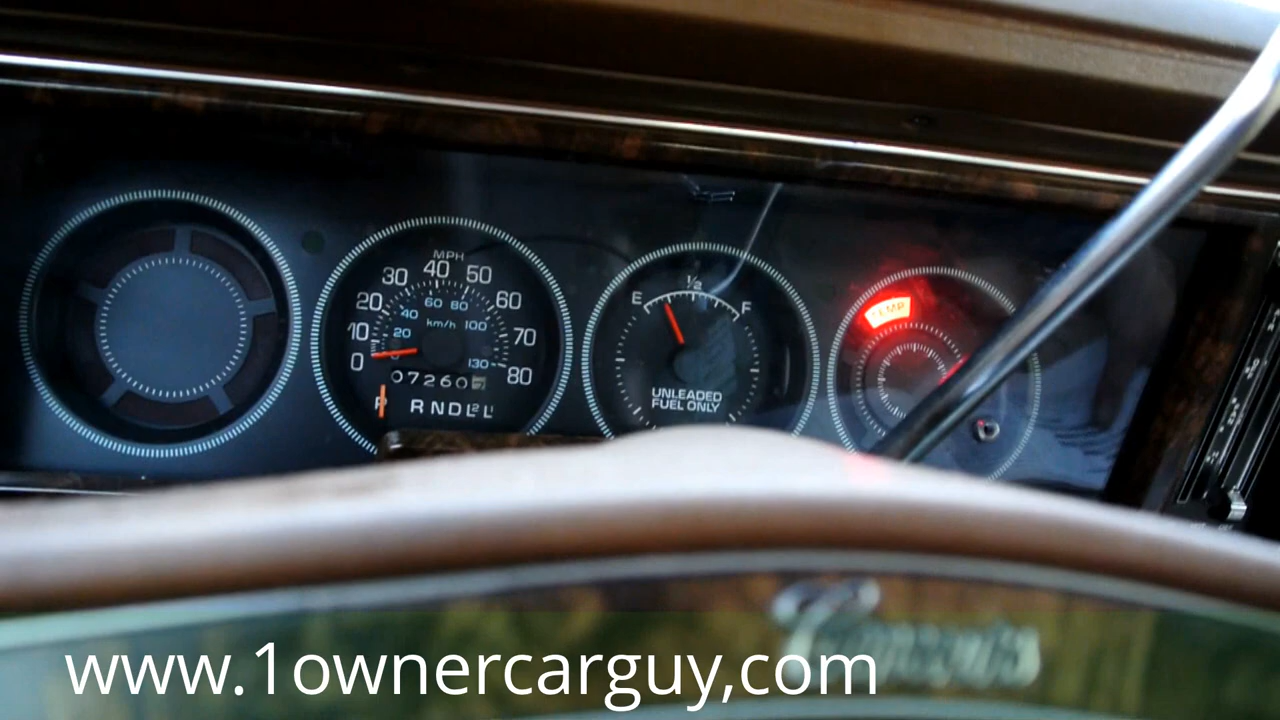 MPH
0 10 20 30 40 50 60 70 80
20 40 60 80 100 130
km/h
07260
P R N D L2 L1
E 1/2 F
UNLEADED
FUEL ONLY
TEMP
www.1ownercarguy,com